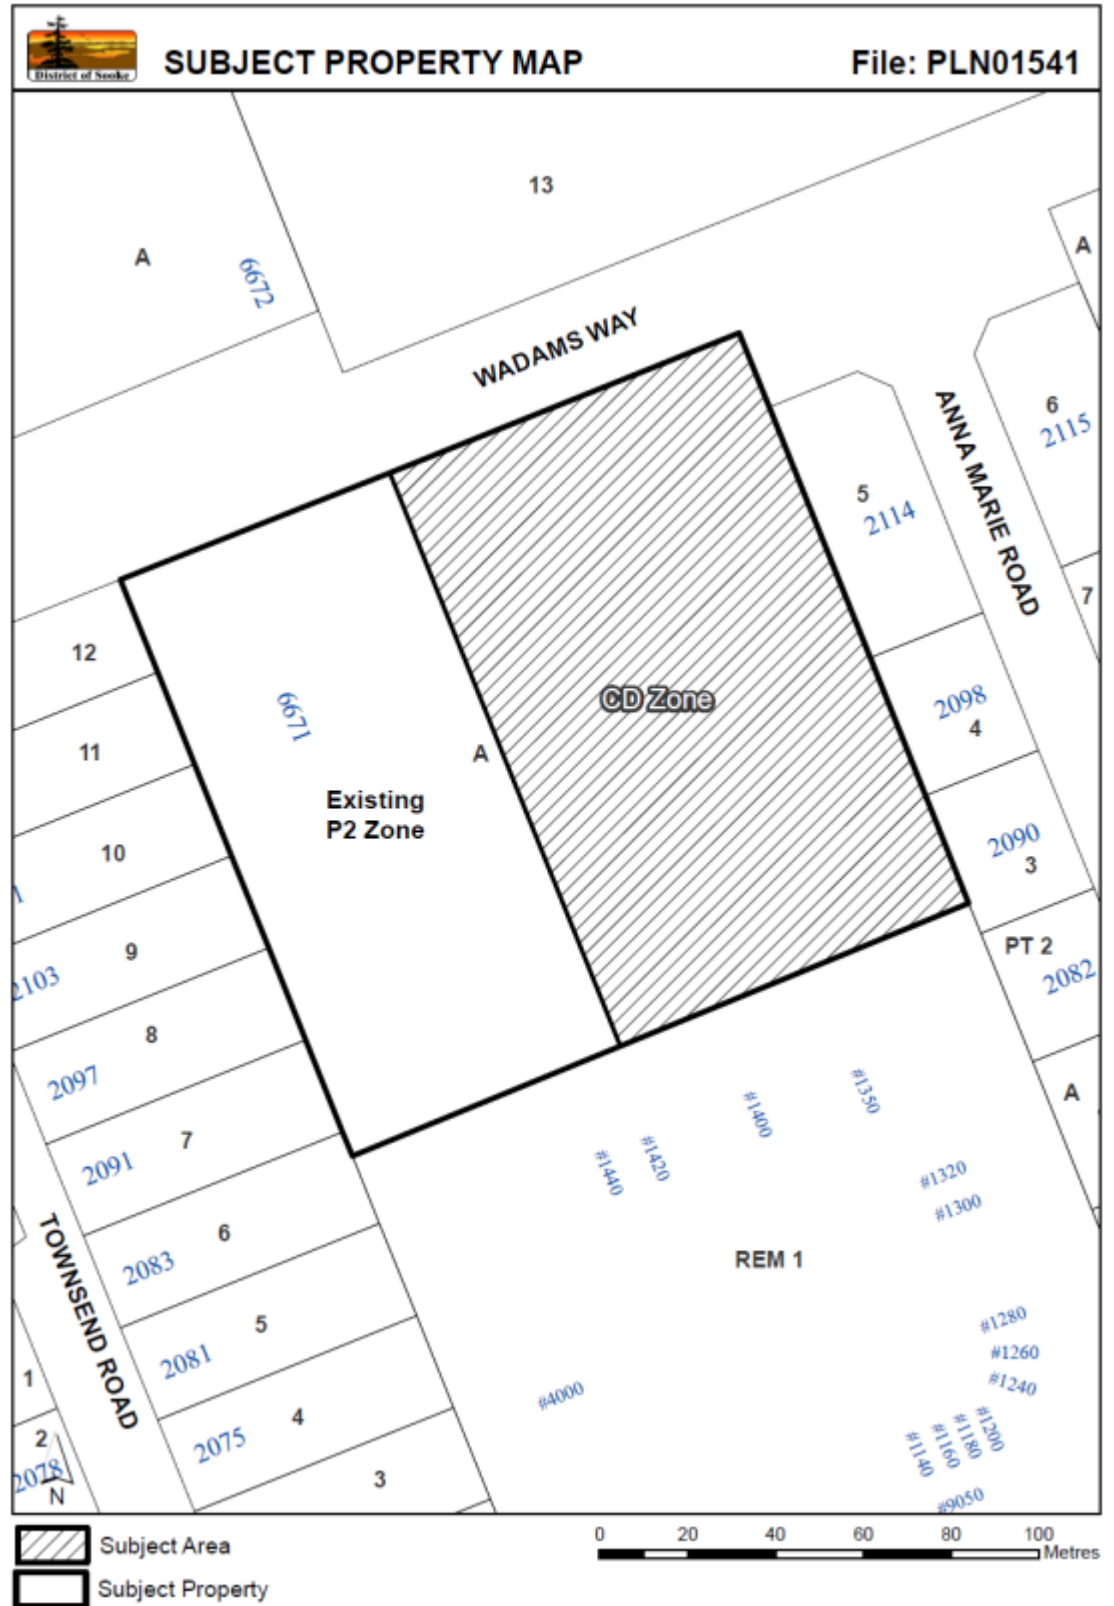 District of Sooke
SUBJECT PROPERTY MAP
File: PLN01541
13
A
6672
A
WADAMS WAY
6
2115
ANNA MARIE ROAD
5
2114
7
12
6671
CD Zone
2098
4
11
A
Existing
P2 Zone
10
1
2090
3
9
2103
PT 2
2082
8
2097
#1350
#1400
A
7
2091
#1420
#1440
#1320
#1300
6
2083
TOWNSEND ROAD
REM 1
5
2081
#1280
#1260
#1240
1
#4000
4
2075
#1200
#1180
#1160
#1140
2
2078
3
N
#9050
Subject Area
0 20 40 60 80 100
Metres
Subject Property